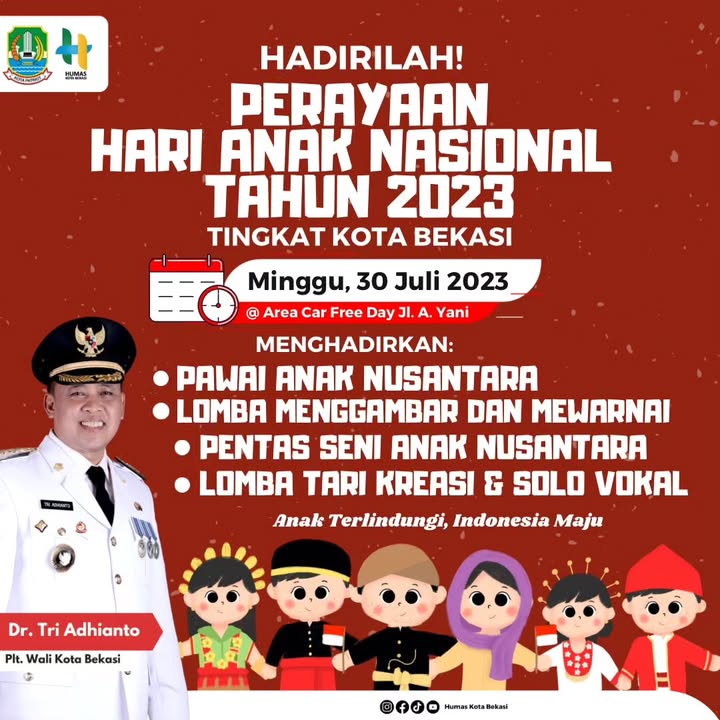 KOTA PATRIOT
HUMAS
KOTA BEKASI
HADIRILAH!
PERAYAAN
HARI ANAK NASIONAL
TAHUN 2023
TINGKAT KOTA BEKASI
Minggu, 30 Juli 2023
@ Area Car Free Day Jl. A. Yani
MENGHADIRKAN:
• PAWAI ANAK NUSANTARA
• LOMBA MENGGAMBAR DAN MEWARNAI
• PENTAS SENI ANAK NUSANTARA
• LOMBA TARI KREASI & SOLO VOKAL
Anak Terlindungi, Indonesia Maju
TRI ADHIANTO
Dr. Tri Adhianto
Plt. Wali Kota Bekasi
Humas Kota Bekasi